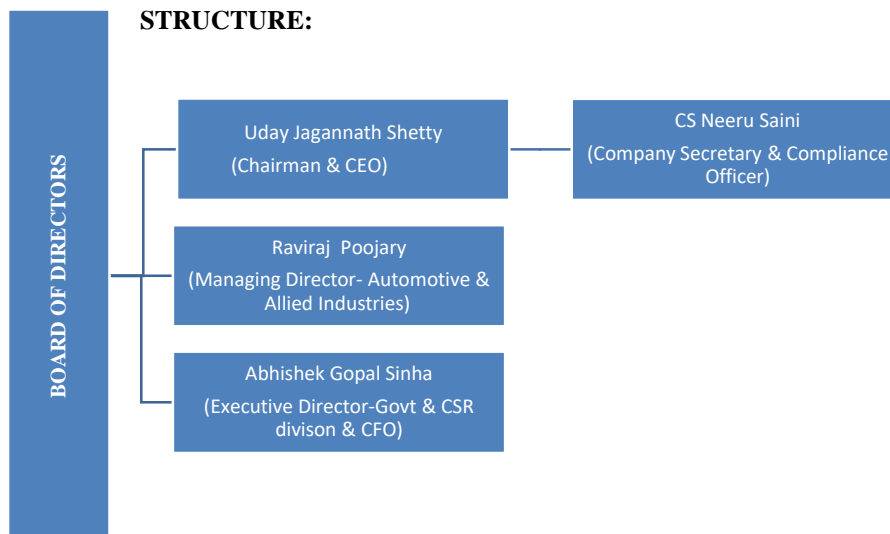 STRUCTURE:
BOARD OF DIRECTORS
Uday Jagannath Shetty
(Chairman & CEO)
CS Neeru Saini
(Company Secretary & Compliance
Officer)
Raviraj Poojary
(Managing Director- Automotive &
Allied Industries)
Abhishek Gopal Sinha
(Executive Director-Govt & CSR
divison & CFO)